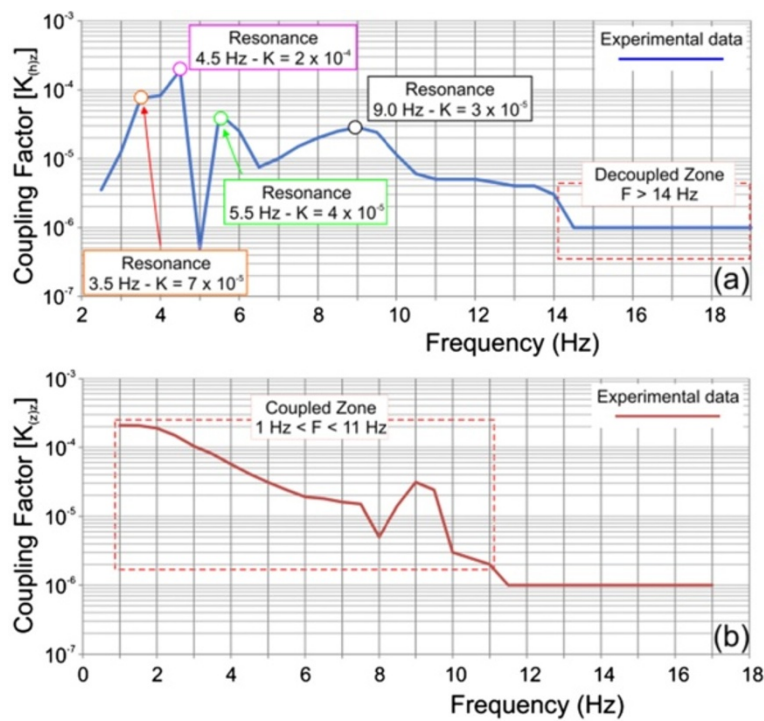 10⁻³
10⁻⁴
10⁻⁵
10⁻⁶
10⁻⁷
Coupling Factor [K(h)z]
Resonance
4.5 Hz - K = 2 x 10⁻⁴
Experimental data
Resonance
9.0 Hz - K = 3 x 10⁻⁵
Resonance
5.5 Hz - K = 4 x 10⁻⁵
Decoupled Zone
F > 14 Hz
Resonance
3.5 Hz - K = 7 x 10⁻⁵
(a)
2 4 6 8 10 12 14 16 18
Frequency (Hz)
10⁻³
10⁻⁴
10⁻⁵
10⁻⁶
10⁻⁷
Coupling Factor [K(z)z]
Coupled Zone
1 Hz < F < 11 Hz
Experimental data
(b)
0 2 4 6 8 10 12 14 16 18
Frequency (Hz)